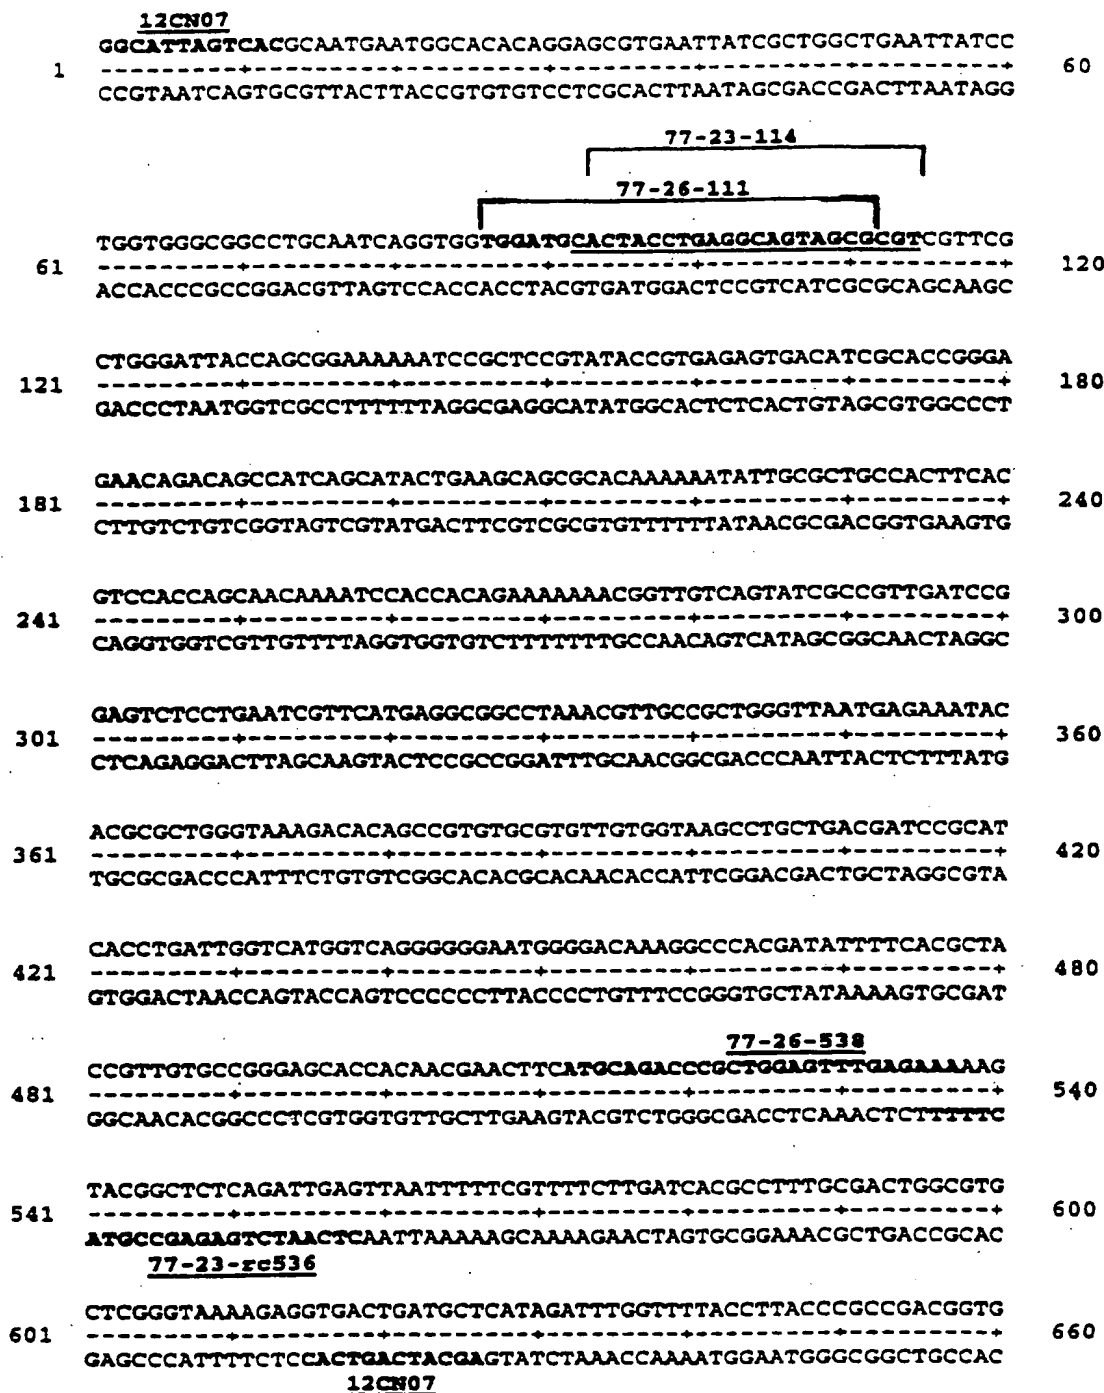 12CN07
GGCATTAGTCACGCAATGAATGGCACACAGGAGCGTGAATTATCGCTGGCTGAATTATCC
1 ---------+---------+---------+---------+---------+---------+ 60
CCGTAATCAGTGCGTTACTTACCGTGTGTCCTCGCACTTAATAGCGACCGACTTAATAGG
77-23-114
77-26-111
TGGTGGGCGGCCTGCAATCAGGTGGTGGATGCACTACCTGAGGCAGTAGCGCGTCGTTCG
61 ---------+---------+---------+---------+---------+---------+ 120
ACCACCCGCCGGACGTTAGTCCACCACCTACGTGATGGACTCCGTCATCGCGCAGCAAGC
CTGGGATTACCAGCGGAAAAAATCCGCTCCGTATACCGTGAGAGTGACATCGCACCGGGA
121 ---------+---------+---------+---------+---------+---------+ 180
GACCCTAATGGTCGCCTTTTTTAGGCGAGGCATATGGCACTCTCACTGTAGCGTGGCCCT
GAACAGACAGCCATCAGCATACTGAAGCAGCGCACAAAAAATATTGCGCTGCCACTTCAC
181 ---------+---------+---------+---------+---------+---------+ 240
CTTGTCTGTCGGTAGTCGTATGACTTCGTCGCGTGTTTTTTATAACGCGACGGTGAAGTG
GTCCACCAGCAACAAAATCCACCACAGAAAAAAACGGTTGTCAGTATCGCCGTTGATCCG
241 ---------+---------+---------+---------+---------+---------+ 300
CAGGTGGTCGTTGTTTTAGGTGGTGTCTTTTTTTGCCAACAGTCATAGCGGCAACTAGGC
GAGTCTCCTGAATCGTTCATGAGGCGGCCTAAACGTTGCCGCTGGGTTAATGAGAAATAC
301 ---------+---------+---------+---------+---------+---------+ 360
CTCAGAGGACTTAGCAAGTACTCCGCCGGATTTGCAACGGCGACCCAATTACTCTTTATG
ACGCGCTGGGTAAAGACACAGCCGTGTGCGTGTTGTGGTAAGCCTGCTGACGATCCGCAT
361 ---------+---------+---------+---------+---------+---------+ 420
TGCGCGACCCATTTCTGTGTCGGCACACGCACAACACCATTCGGACGACTGCTAGGCGTA
CACCTGATTGGTCATGGTCAGGGGGGAATGGGGACAAAGGCCCACGATATTTTCACGCTA
421 ---------+---------+---------+---------+---------+---------+ 480
GTGGACTAACCAGTACCAGTCCCCCCTTACCCCTGTTTCCGGGTGCTATAAAAGTGCGAT
77-26-538
CCGTTGTGCCGGGAGCACCACAACGAACTTCATGCAGACCCGCTGGAGTTTGAGAAAAAG
481 ---------+---------+---------+---------+---------+---------+ 540
GGCAACACGGCCCTCGTGGTGTTGCTTGAAGTACGTCTGGGCGACCTCAAACTCTTTTTC
TACGGCTCTCAGATTGAGTTAATTTTTCGTTTTCTTGATCACGCCTTTGCGACTGGCGTG
541 ---------+---------+---------+---------+---------+---------+ 600
ATGCCGAGAGTCTAACTCAATTAAAAAGCAAAAGAACTAGTGCGGAAACGCTGACCGCAC
77-23-rc536
CTCGGGTAAAAGAGGTGACTGATGCTCATAGATTTGGTTTTACCTTACCCGCCGACGGTG
601 ---------+---------+---------+---------+---------+---------+ 660
GAGCCCATTTTCTCCACTGACTACGAGTATCTAAACCAAAATGGAATGGGCGGCTGCCAC
12CN07